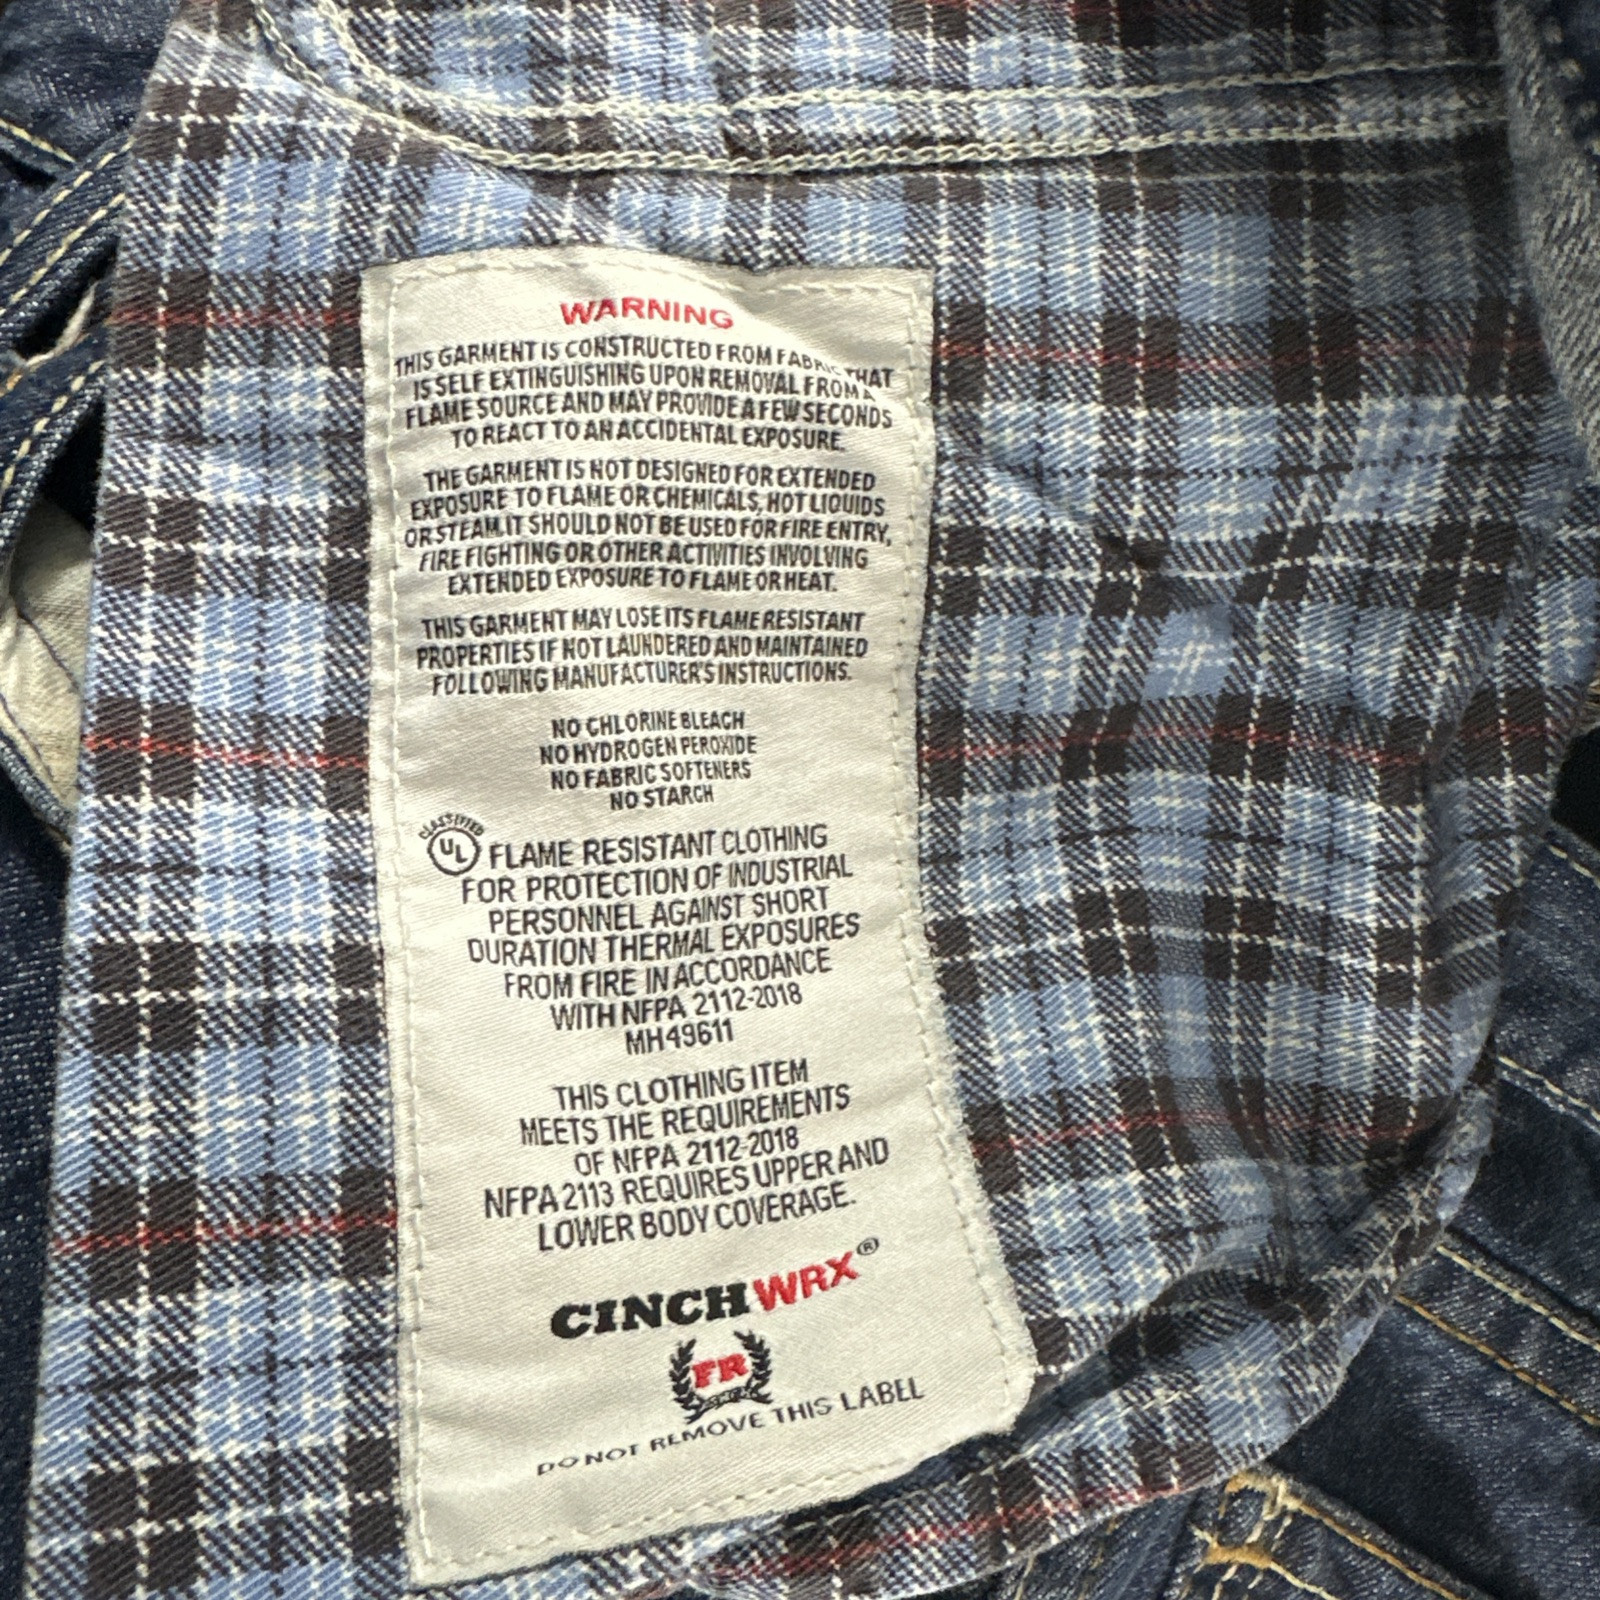 WARNING
THIS GARMENT IS CONSTRUCTED FROM FABRIC THAT
IS SELF EXTINGUISHING UPON REMOVAL FROM A
FLAME SOURCE AND MAY PROVIDE A FEW SECONDS
TO REACT TO AN ACCIDENTAL EXPOSURE.
THE GARMENT IS NOT DESIGNED FOR EXTENDED
EXPOSURE TO FLAME OR CHEMICALS, HOT LIQUIDS
OR STEAM. IT SHOULD NOT BE USED FOR FIRE ENTRY,
FIRE FIGHTING OR OTHER ACTIVITIES INVOLVING
EXTENDED EXPOSURE TO FLAME OR HEAT.
THIS GARMENT MAY LOSE ITS FLAME RESISTANT
PROPERTIES IF NOT LAUNDERED AND MAINTAINED
FOLLOWING MANUFACTURER'S INSTRUCTIONS.
NO CHLORINE BLEACH
NO HYDROGEN PEROXIDE
NO FABRIC SOFTENERS
NO STARCH
CLASSIFIED
UL FLAME RESISTANT CLOTHING
FOR PROTECTION OF INDUSTRIAL
PERSONNEL AGAINST SHORT
DURATION THERMAL EXPOSURES
FROM FIRE IN ACCORDANCE
WITH NFPA 2112-2018
MH49611
THIS CLOTHING ITEM
MEETS THE REQUIREMENTS
OF NFPA 2112-2018
NFPA 2113 REQUIRES UPPER AND
LOWER BODY COVERAGE.
CINCH WRX®
FR
DO NOT REMOVE THIS LABEL